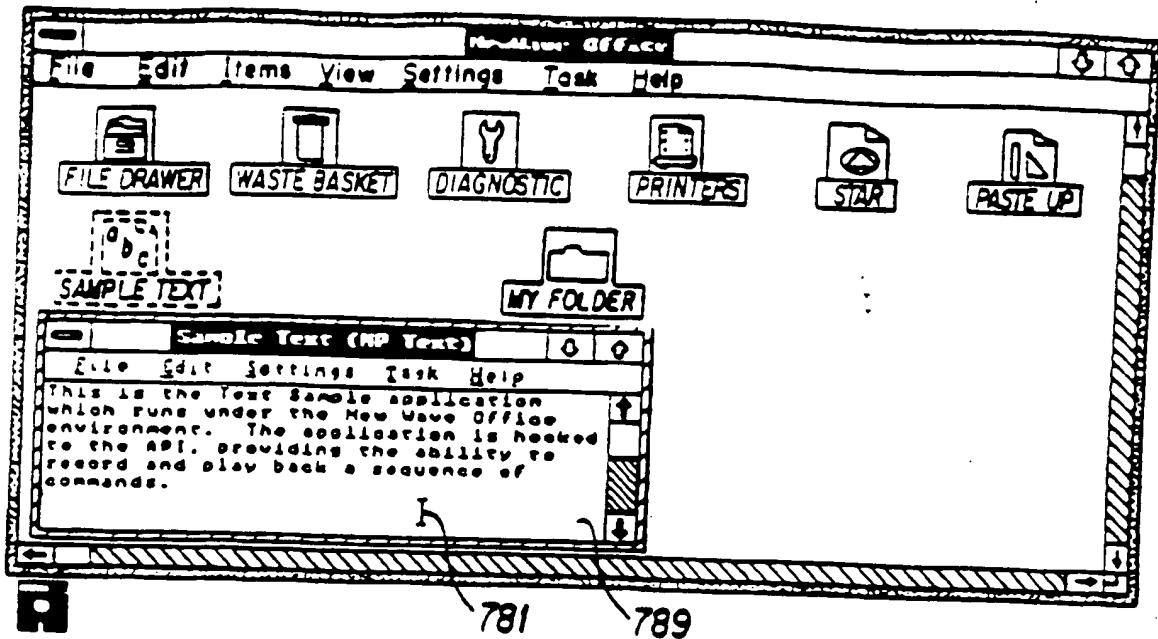 NewWave Office
File Edit Items View Settings Task Help
FILE DRAWER WASTE BASKET DIAGNOSTIC PRINTERS STAR PASTE UP
a b c
SAMPLE TEXT MY FOLDER
Sample Text (HP Text)
File Edit Settings Task Help
This is the Text Sample application
which runs under the New Wave Office
environment. The application is hooked
to the API, providing the ability to
record and play back a sequence of
commands.
781 789